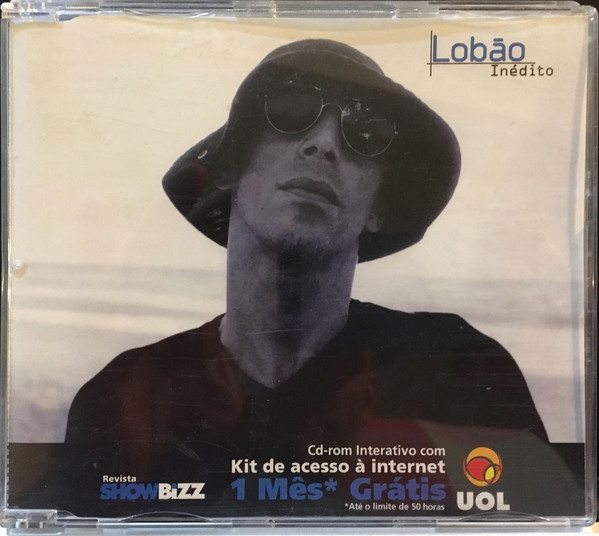 Lobão
Inédito
Cd-rom Interativo com
Kit de acesso à internet
1 Mês* Grátis
*Até o limite de 50 horas
Revista
SHOWBiZZ
UOL